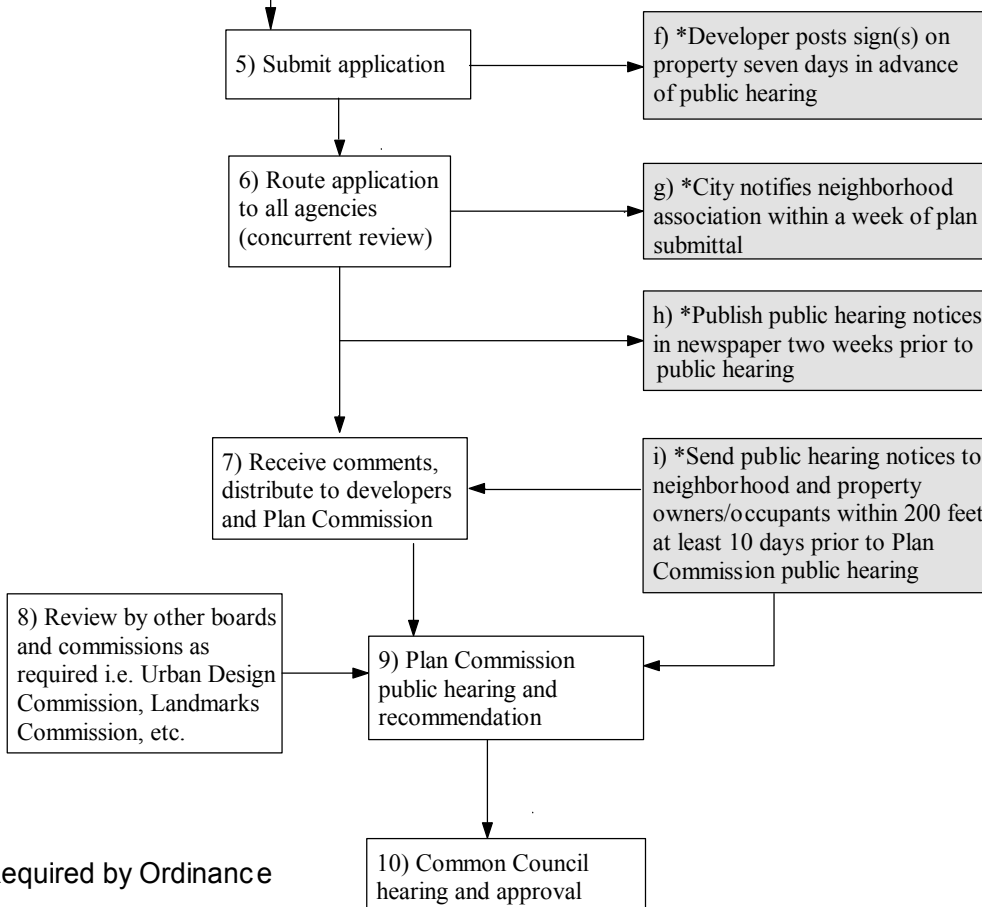 5) Submit application
f) *Developer posts sign(s) on
property seven days in advance
of public hearing
6) Route application
to all agencies
(concurrent review)
g) *City notifies neighborhood
association within a week of plan
submittal
h) *Publish public hearing notices
in newspaper two weeks prior to
public hearing
7) Receive comments,
distribute to developers
and Plan Commission
i) *Send public hearing notices to
neighborhood and property
owners/occupants within 200 feet
at least 10 days prior to Plan
Commission public hearing
8) Review by other boards
and commissions as
required i.e. Urban Design
Commission, Landmarks
Commission, etc.
9) Plan Commission
public hearing and
recommendation
10) Common Council
hearing and approval
equired by Ordinance